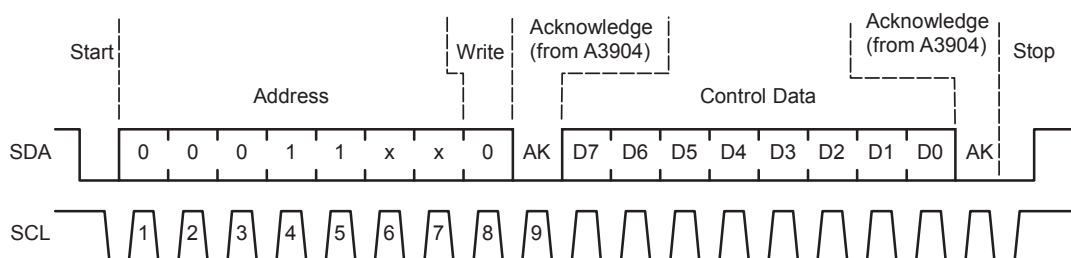 Start
Address
Write
Acknowledge
(from A3904)
Control Data
Acknowledge
(from A3904)
Stop
SDA 0 0 0 1 1 x x 0 AK D7 D6 D5 D4 D3 D2 D1 D0 AK
SCL 1 2 3 4 5 6 7 8 9